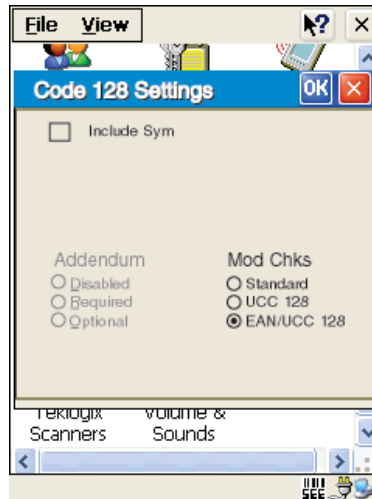 File View ?
Code 128 Settings OK
Include Sym
Addendum Mod Chks
Disabled Standard
Required UCC 128
Optional EAN/UCC 128
Teklogix Volume &
Scanners Sounds